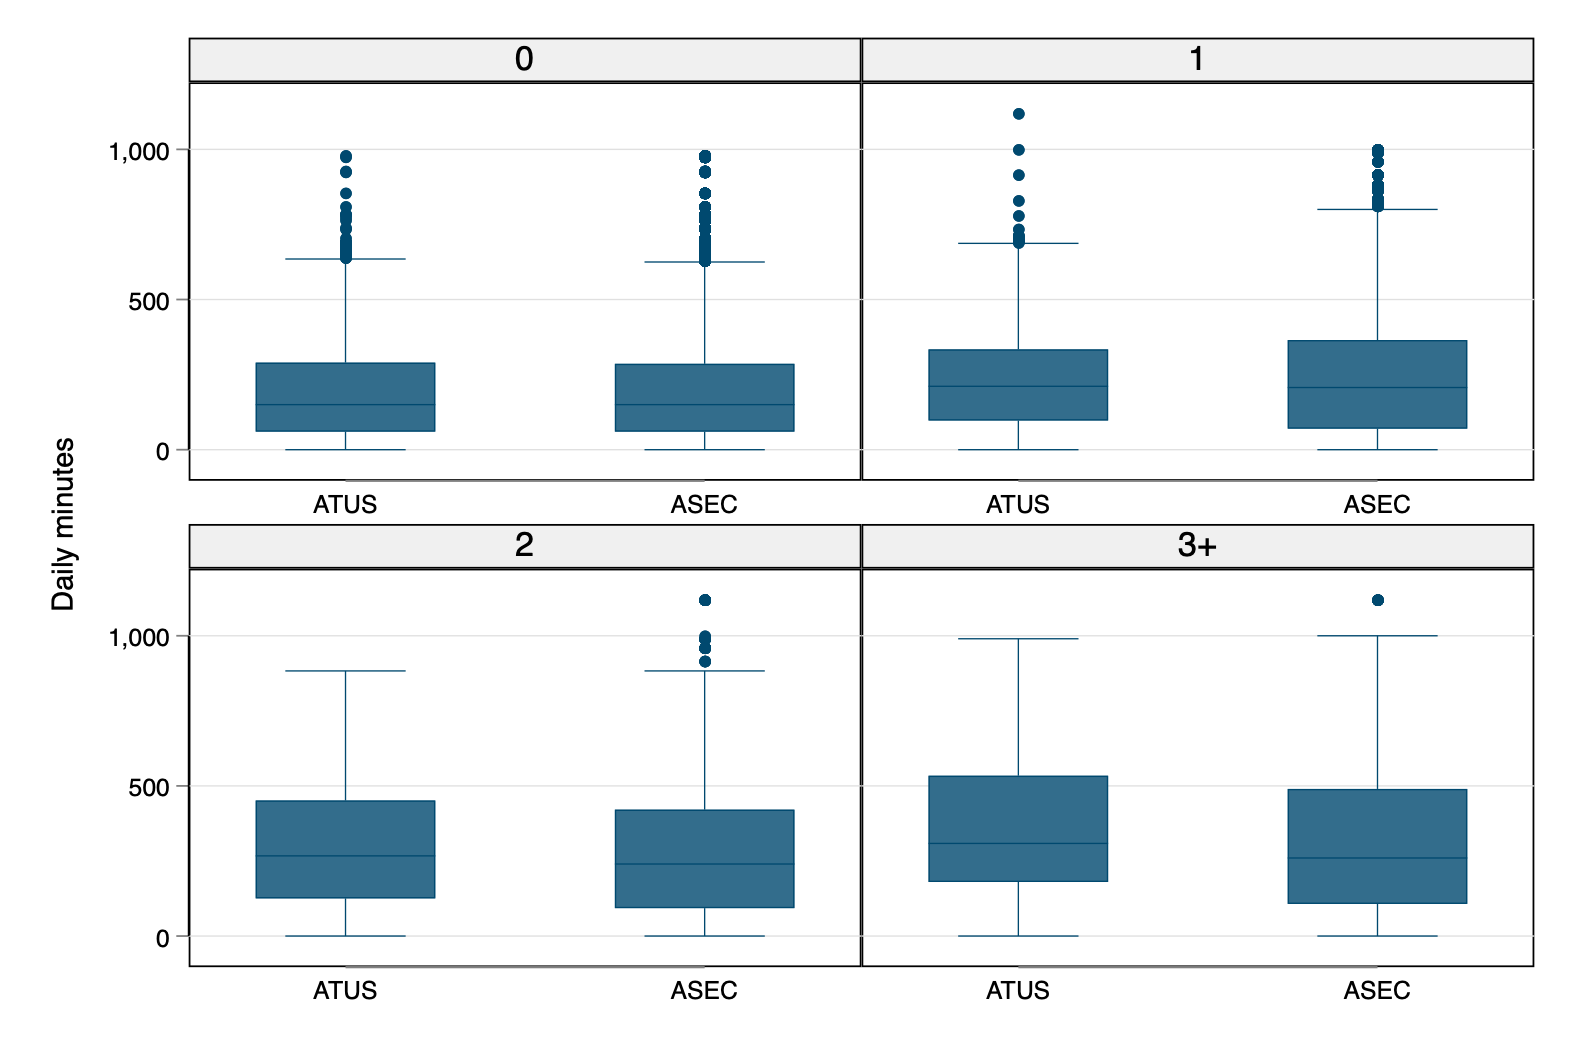 0
1
1,000
500
0
ATUS
ASEC
ATUS
ASEC
Daily minutes
2
3+
1,000
500
0
ATUS
ASEC
ATUS
ASEC